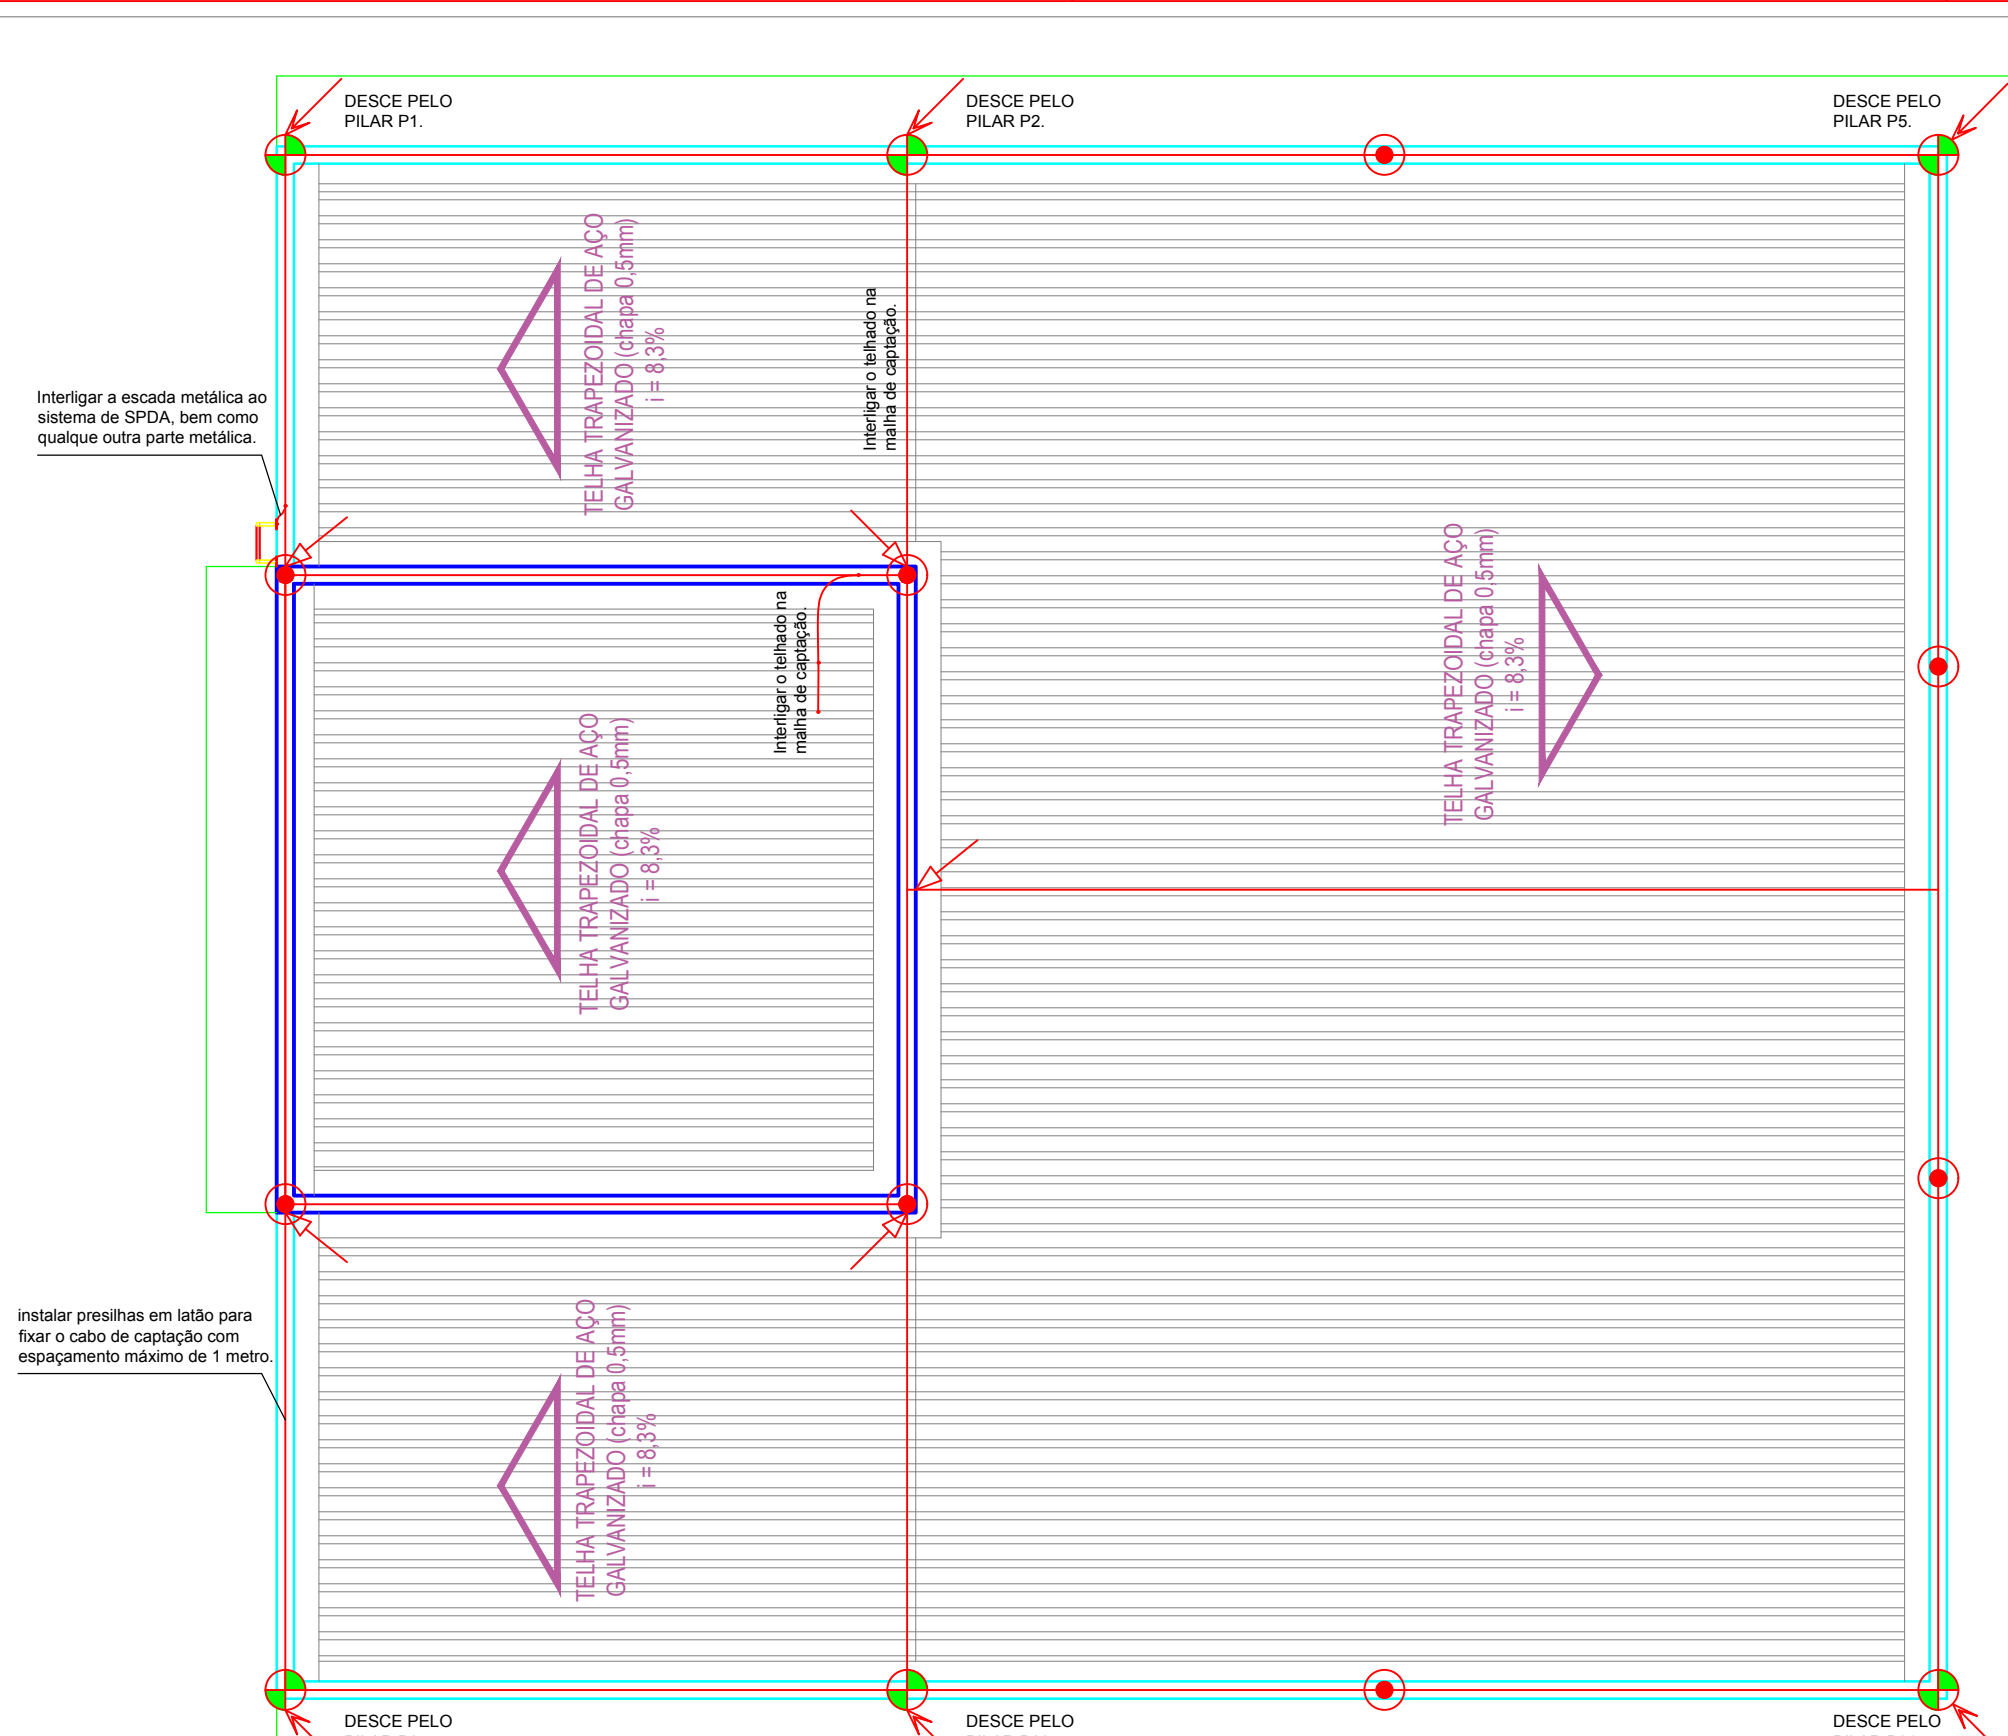 DESCE PELO
PILAR P1.
DESCE PELO
PILAR P2.
DESCE PELO
PILAR P5.
TELHA TRAPEZOIDAL DE AÇO
GALVANIZADO (chapa 0,5mm)
i = 8,3%
Interligar o telhado na
malha de captação.
Interligar a escada metálica ao
sistema de SPDA, bem como
qualque outra parte metálica.
TELHA TRAPEZOIDAL DE AÇO
GALVANIZADO (chapa 0,5mm)
i = 8,3%
Interligar o telhado na
malha de captação.
TELHA TRAPEZOIDAL DE AÇO
GALVANIZADO (chapa 0,5mm)
i = 8,3%
instalar presilhas em latão para
fixar o cabo de captação com
espaçamento máximo de 1 metro.
TELHA TRAPEZOIDAL DE AÇO
GALVANIZADO (chapa 0,5mm)
i = 8,3%
DESCE PELO
DESCE PELO
DESCE PELO